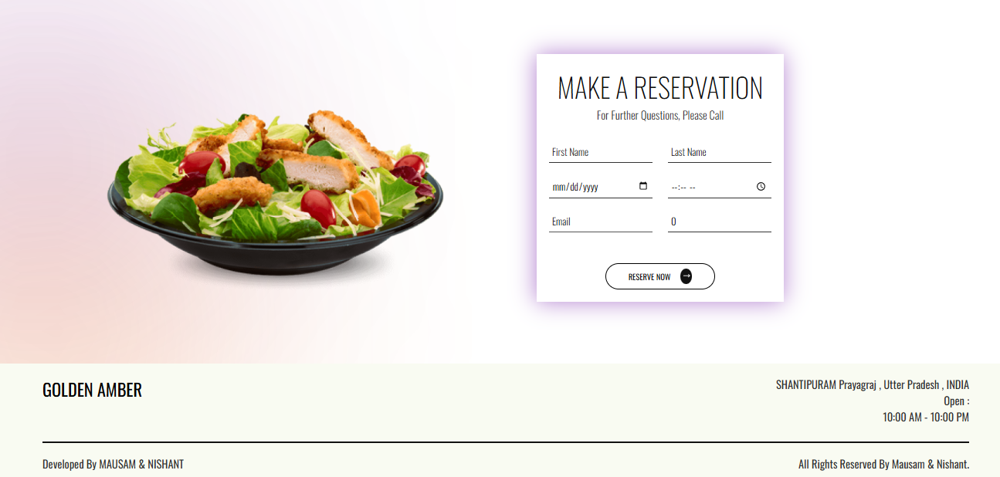 MAKE A RESERVATION
For Further Questions, Please Call
First Name Last Name
mm/dd/yyyy --:-- --
Email 0
RESERVE NOW
GOLDEN AMBER
SHANTIPURAM Prayagraj , Utter Pradesh , INDIA
Open :
10:00 AM - 10:00 PM
Developed By MAUSAM & NISHANT
All Rights Reserved By Mausam & Nishant.